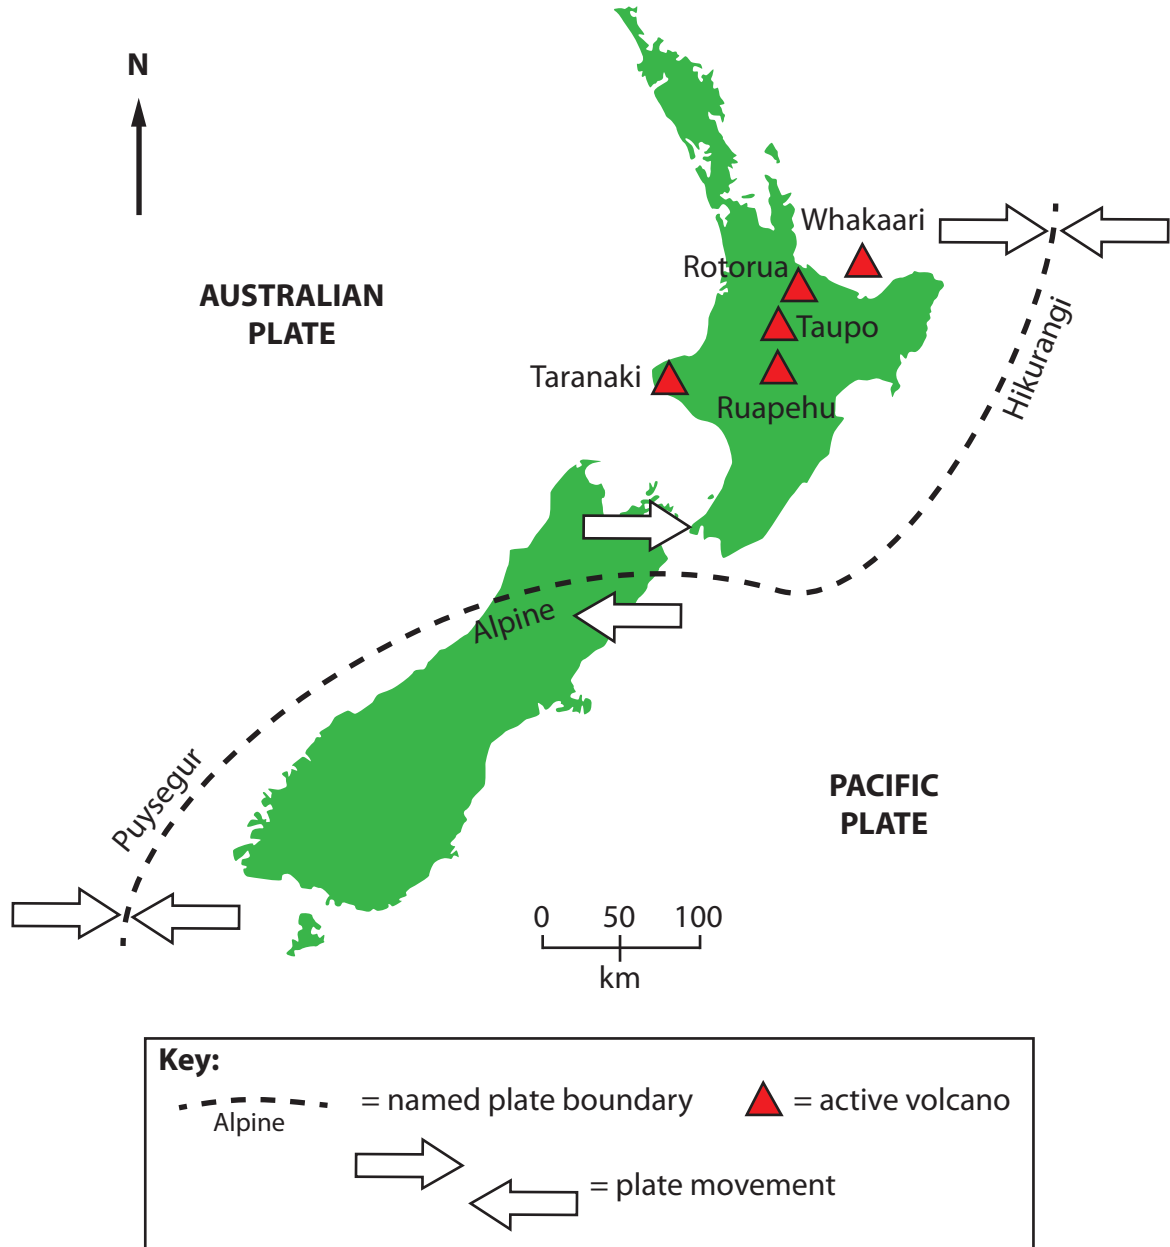 N
Whakaari
Rotorua
AUSTRALIAN
PLATE
Taupo
Hikurangi
Taranaki
Ruapehu
Alpine
Puysegur
PACIFIC
PLATE
0 50 100
km
Key:
Alpine
= named plate boundary
= active volcano
= plate movement